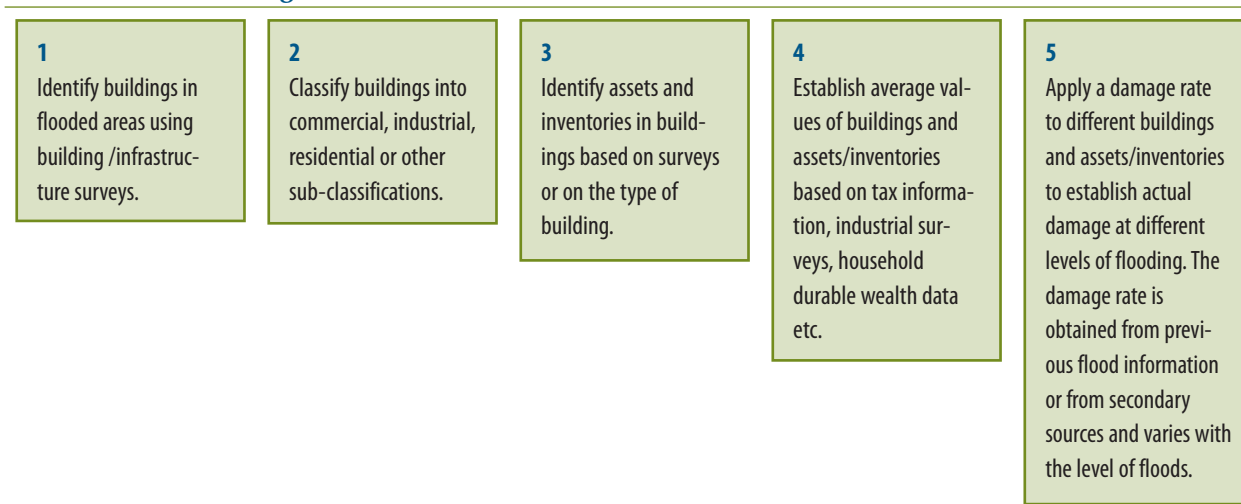 1
Identify buildings in
flooded areas using
building /infrastruc-
ture surveys.
2
Classify buildings into
commercial, industrial,
residential or other
sub-classifications.
3
Identify assets and
inventories in build-
ings based on surveys
or on the type of
building.
4
Establish average val-
ues of buildings and
assets/inventories
based on tax informa-
tion, industrial sur-
veys, household
durable wealth data
etc.
5
Apply a damage rate
to different buildings
and assets/inventories
to establish actual
damage at different
levels of flooding. The
damage rate is
obtained from previ-
ous flood information
or from secondary
sources and varies with
the level of floods.